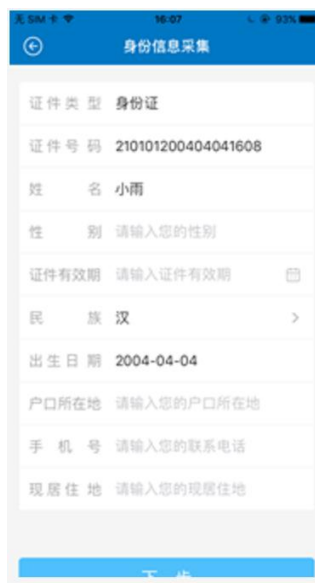 无 SIM 卡 16:07 93%
身份信息采集
证件类型 身份证
证件号码 210101200404041608
姓名 小雨
性别 请输入您的性别
证件有效期 请输入证件有效期
民族 汉
出生日期 2004-04-04
户口所在地 请输入您的户口所在地
手机号 请输入您的联系电话
现居住地 请输入您的现居住地
下一步